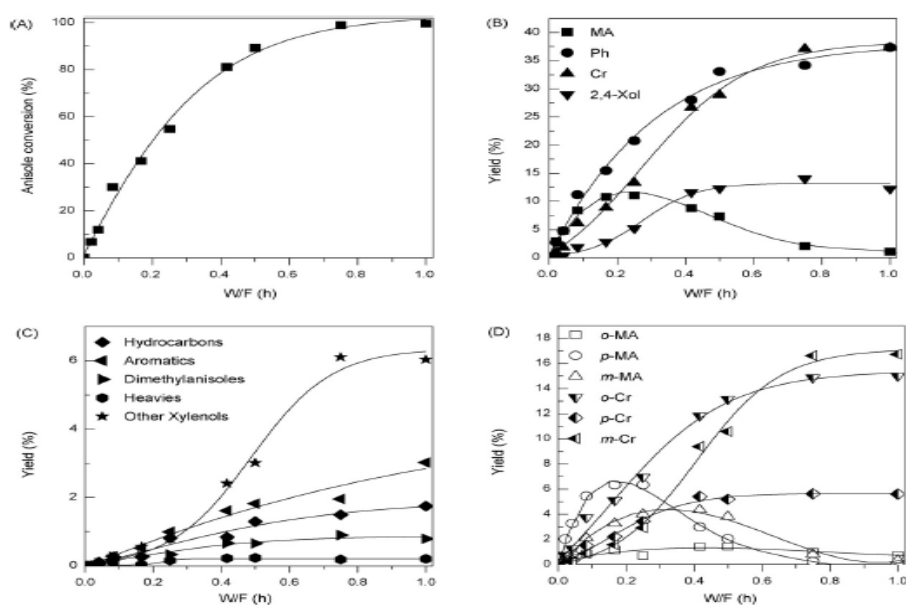 (A)
Anisole conversion (%)
100
80
60
40
20
0
0.0 0.2 0.4 0.6 0.8 1.0
W/F (h)
(B)
MA
Ph
Cr
2,4-Xol
Yield (%)
40
35
30
25
20
15
10
5
0
0.0 0.2 0.4 0.6 0.8 1.0
W/F (h)
(C)
Hydrocarbons
Aromatics
Dimethylanisoles
Heavies
Other Xylenols
Yield (%)
6
4
2
0
0.0 0.2 0.4 0.6 0.8 1.0
W/F (h)
(D)
o-MA
p-MA
m-MA
o-Cr
p-Cr
m-Cr
Yield (%)
18
16
14
12
10
8
6
4
2
0
0.0 0.2 0.4 0.6 0.8 1.0
W/F (h)